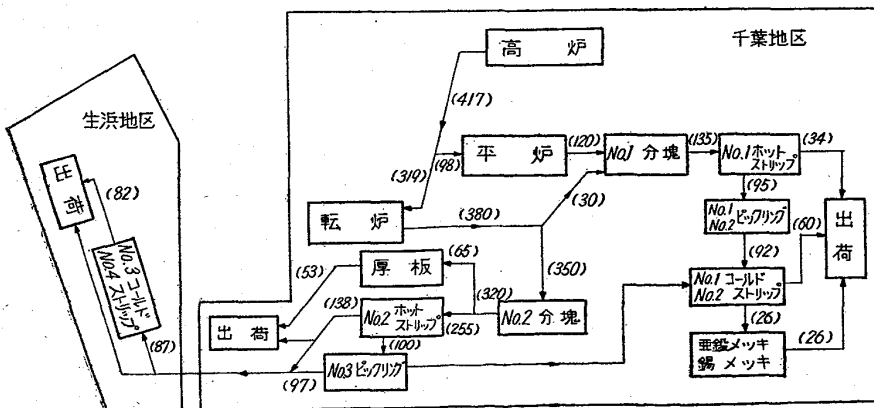 千葉地区
高炉
(417)
生浜地区
(120)
(135)
(34)
平炉
No.1 分塊
No.1 ホット
ストリップ
(98)
(319)
出荷
(82)
(30)
(95)
転炉
(380)
No.1
No.2
ピックリング
(60)
出荷
No.3 コールド
No.4 ストリップ
(65)
(92)
(53)
厚板
(350)
No.1 コールド
No.2 ストリップ
(138)
(320)
No.2 ホット
ストリップ
(255)
No.2 分塊
出荷
(26)
(87)
(100)
亜鉛メッキ
錫メッキ
(26)
(97)
No.3 ピックリング